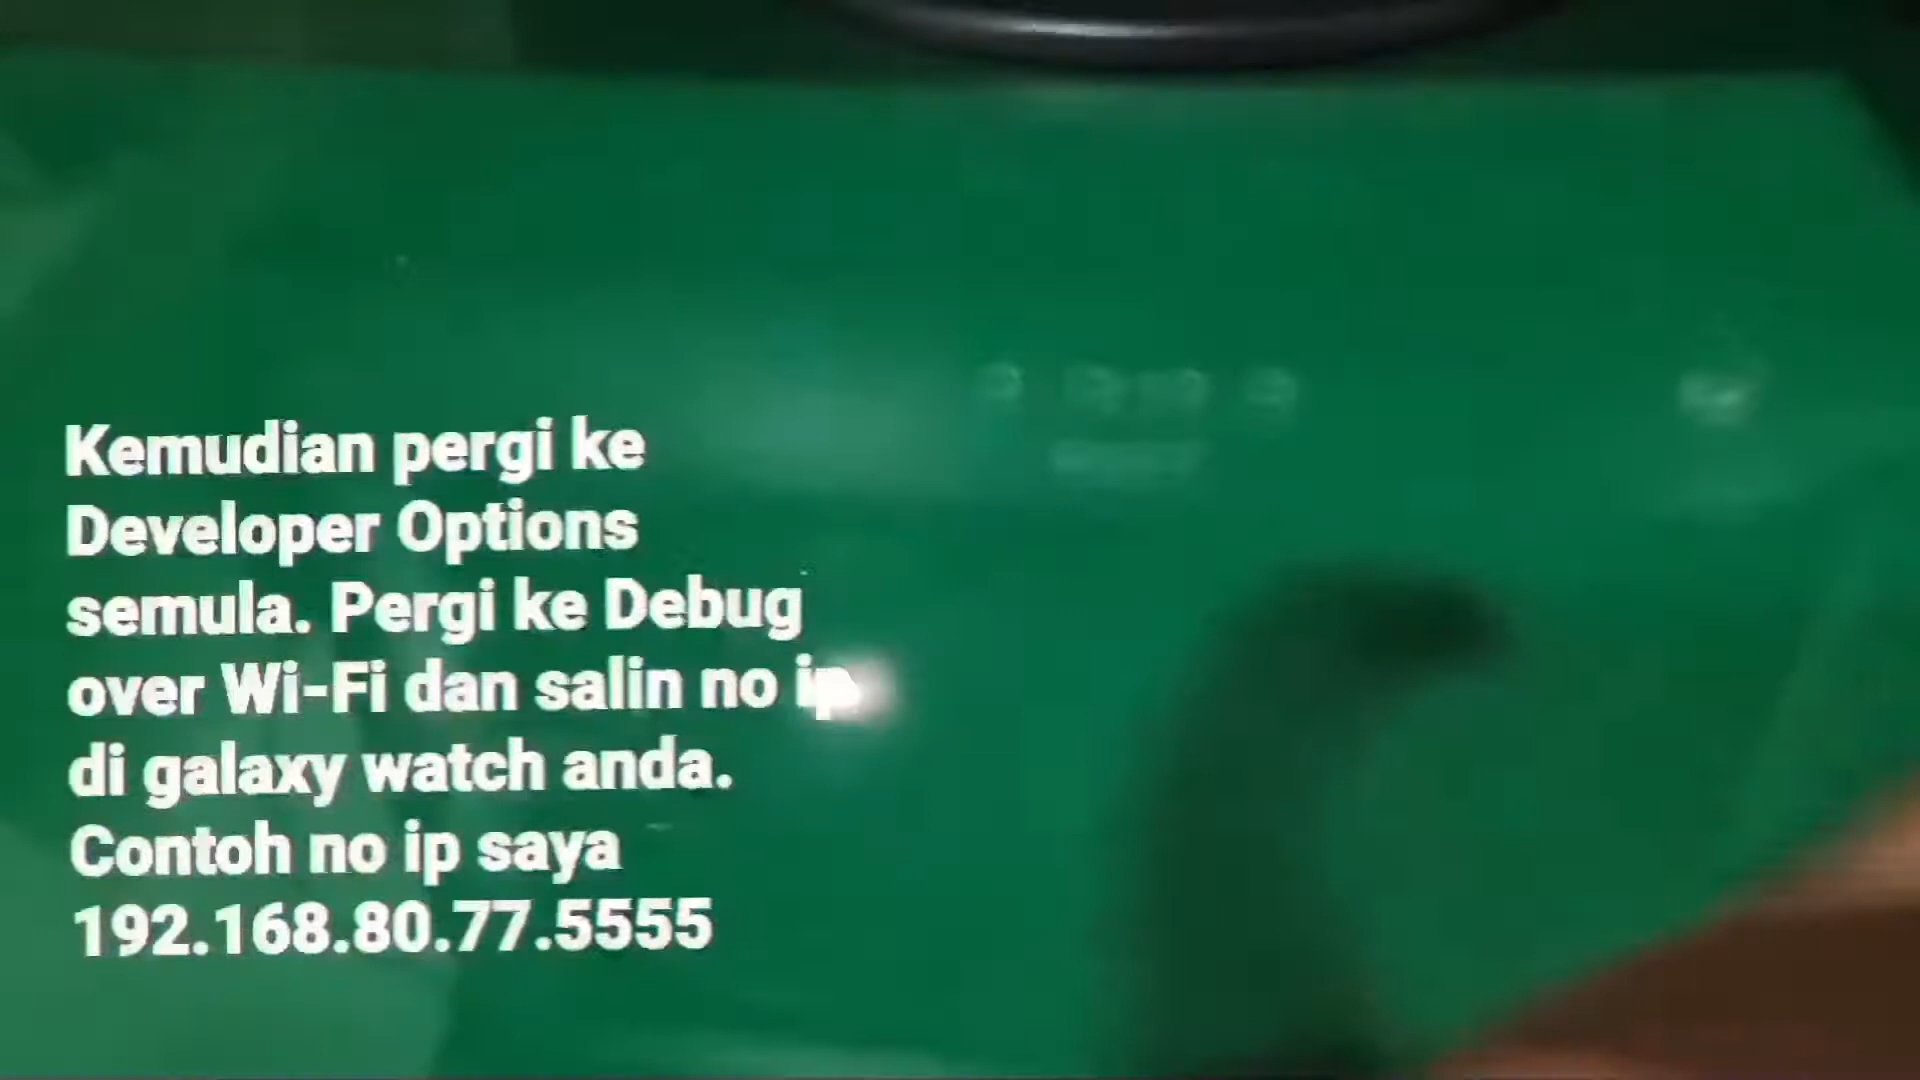 Kemudian pergi ke
Developer Options
semula. Pergi ke Debug
over Wi-Fi dan salin no ip
di galaxy watch anda.
Contoh no ip saya
192.168.80.77.5555